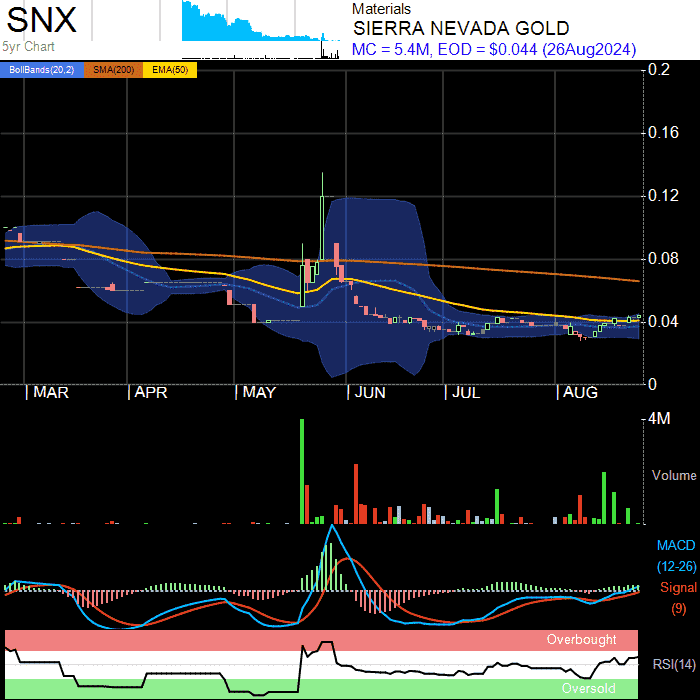 SNX
5yr Chart
Materials
SIERRA NEVADA GOLD
MC = 5.4M, EOD = $0.044 (26Aug2024)
BollBands(20,2) SMA(200) EMA(50)
0.2
0.16
0.12
0.08
0.04
0
MAR APR MAY JUN JUL AUG
4M
Volume
MACD
(12-26)
Signal
(9)
Overbought
RSI(14)
Oversold